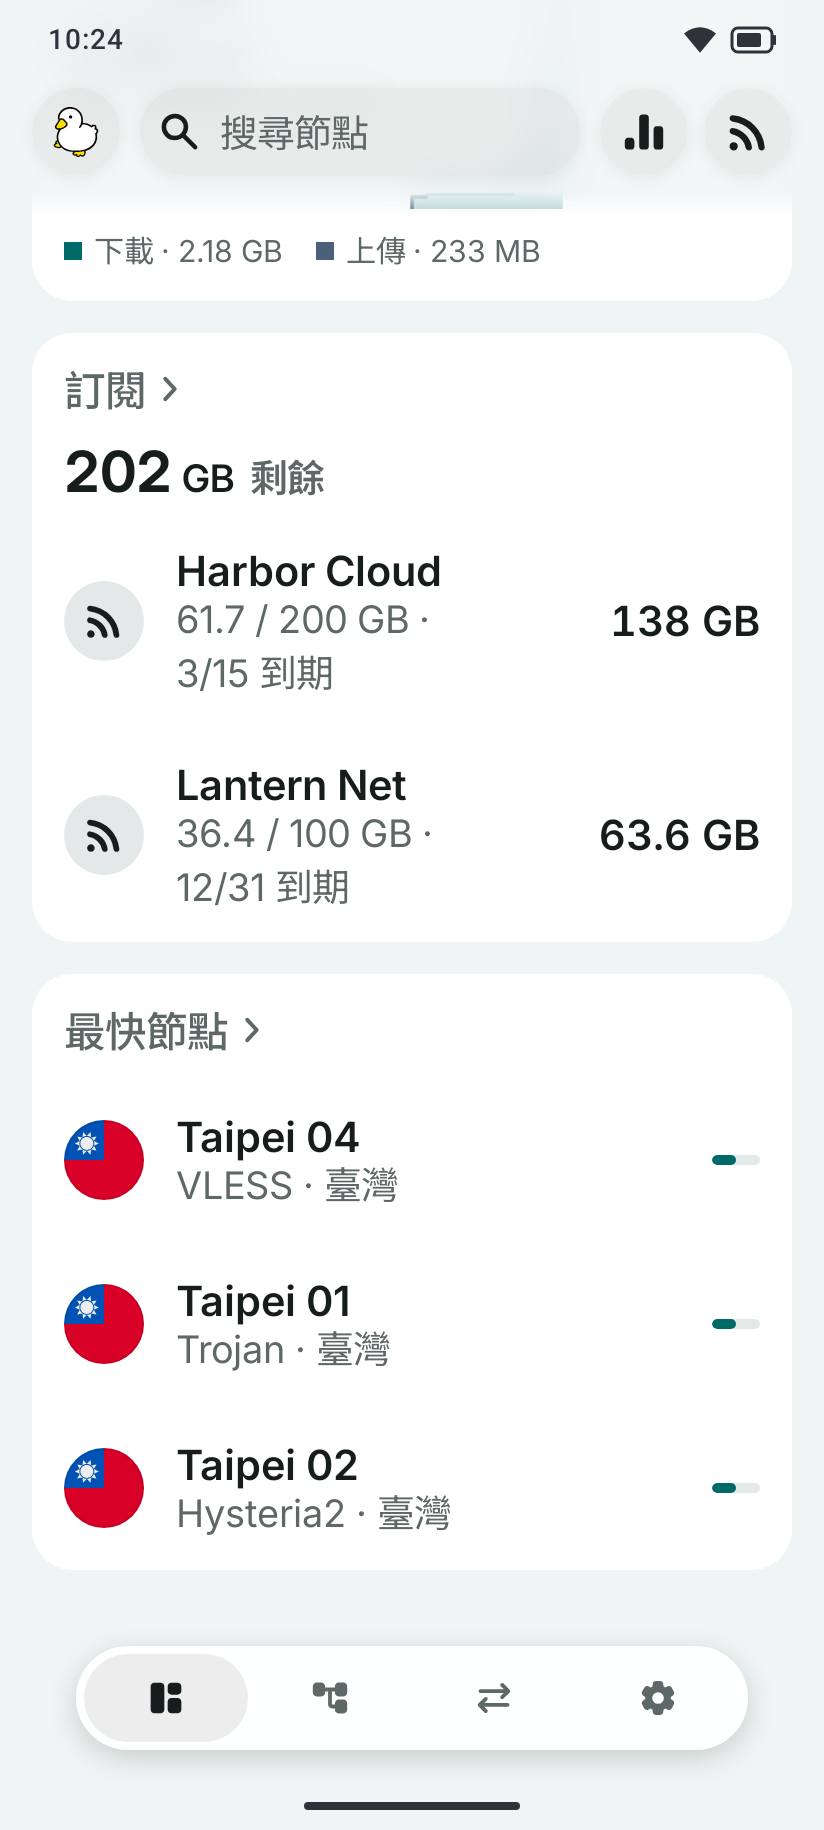 10:24
搜尋節點
下載 · 2.18 GB
上傳 · 233 MB
訂閱
202 GB 剩餘
Harbor Cloud
61.7 / 200 GB ·
3/15 到期
138 GB
Lantern Net
36.4 / 100 GB ·
12/31 到期
63.6 GB
最快節點
Taipei 04
VLESS · 臺灣
Taipei 01
Trojan · 臺灣
Taipei 02
Hysteria2 · 臺灣